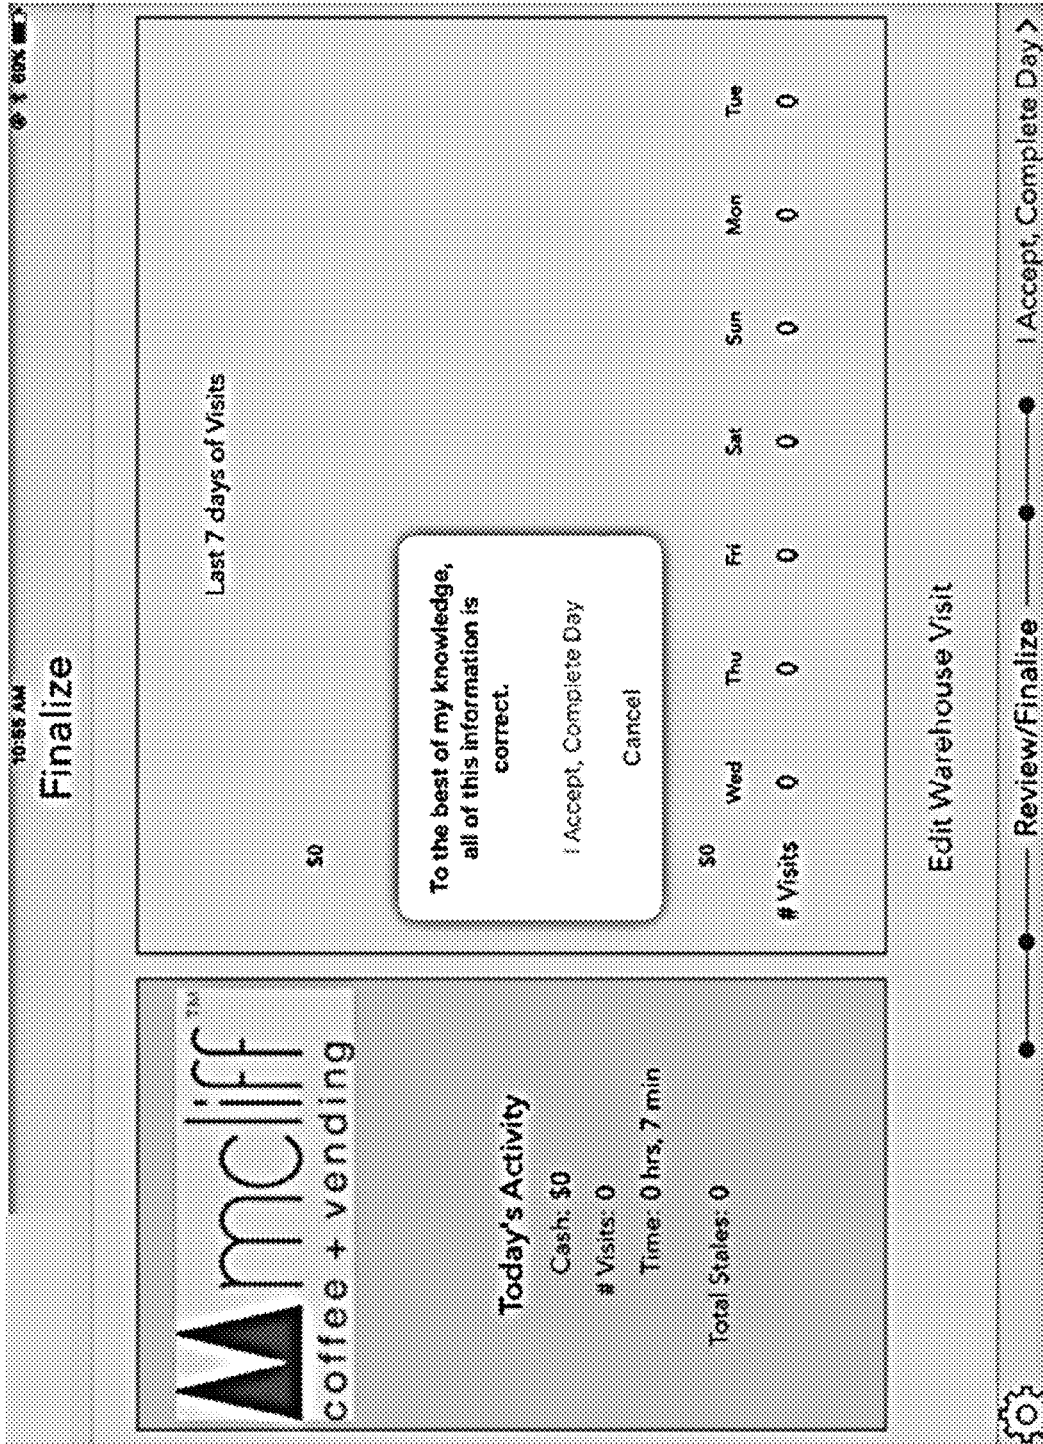 10:55 AM
60%
Finalize
mcliff™
coffee + vending
Today's Activity
Cash: $0
# Visits: 0
Time: 0 hrs, 7 min
Total Stales: 0
Last 7 days of Visits
$0
To the best of my knowledge,
all of this information is
correct.
I Accept, Complete Day
Cancel
$0
Wed Thu Fri Sat Sun Mon Tue
# Visits 0 0 0 0 0 0 0
Edit Warehouse Visit
Review/Finalize
I Accept, Complete Day >